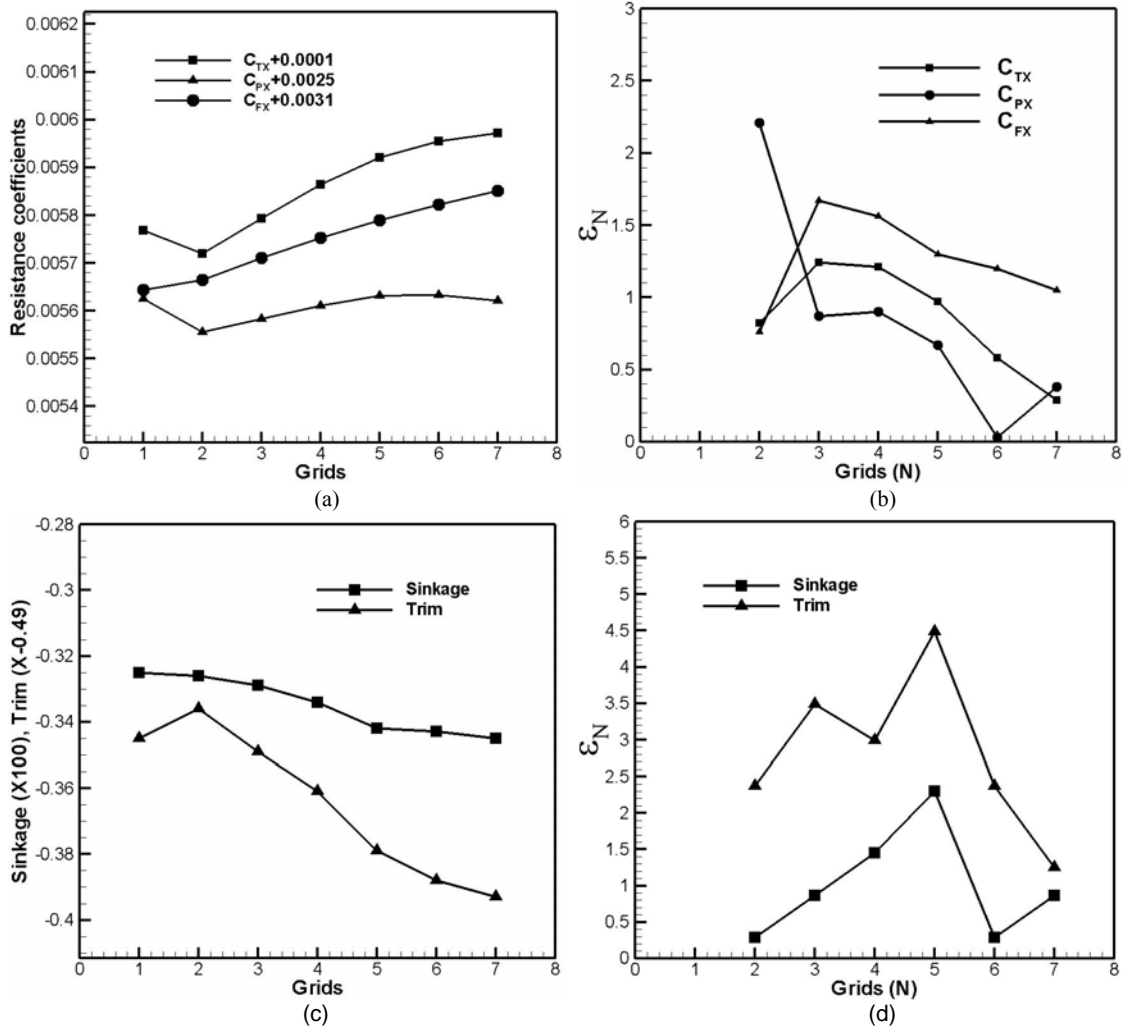 0.0062
0.0061
0.006
0.0059
0.0058
0.0057
0.0056
0.0055
0.0054
Resistance coefficients
C_TX+0.0001
C_PX+0.0025
C_FX+0.0031
0 1 2 3 4 5 6 7 8
Grids
(a)
3
2.5
2
1.5
1
0.5
0
ε_N
C_TX
C_PX
C_FX
0 1 2 3 4 5 6 7 8
Grids (N)
(b)
-0.28
-0.3
-0.32
-0.34
-0.36
-0.38
-0.4
Sinkage (X100), Trim (X-0.49)
Sinkage
Trim
0 1 2 3 4 5 6 7 8
Grids
(c)
6
5.5
5
4.5
4
3.5
3
2.5
2
1.5
1
0.5
0
ε_N
Sinkage
Trim
0 1 2 3 4 5 6 7 8
Grids (N)
(d)